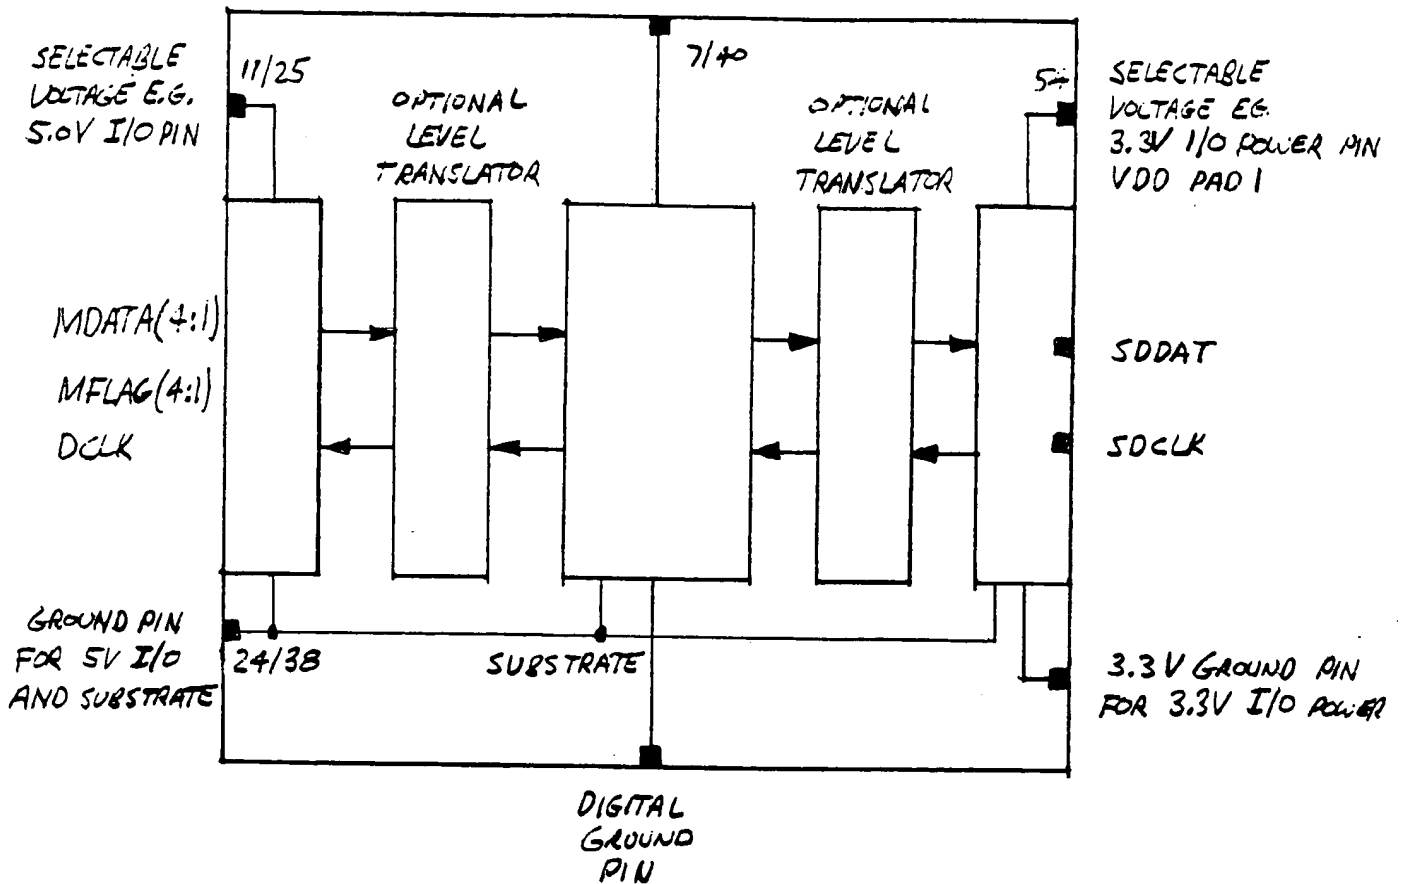 SELECTABLE
VOLTAGE E.G.
5.0V I/O PIN
11/25
OPTIONAL
LEVEL
TRANSLATOR
7/40
OPTIONAL
LEVEL
TRANSLATOR
54
SELECTABLE
VOLTAGE EG.
3.3V I/O POWER PIN
VDD PAD 1
MDATA(4:1)
MFLAG(4:1)
DCLK
SDDAT
SDCLK
GROUND PIN
FOR 5V I/O
AND SUBSTRATE
24/38
SUBSTRATE
3.3V GROUND PIN
FOR 3.3V I/O POWER
DIGITAL
GROUND
PIN